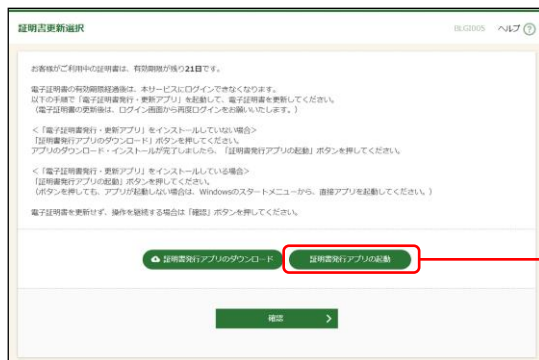 証明書更新選択
BLGI005 ヘルプ ?
お客様がご利用中の証明書は、有効期限が残り21日です。
電子証明書の有効期限経過後は、本サービスにログインできなくなります。
以下の手順で「電子証明書発行・更新アプリ」を起動して、電子証明書を更新してください。
(電子証明書の更新後は、ログイン画面から再度ログインをお願いいたします。)
<「電子証明書発行・更新アプリ」をインストールしていない場合>
「証明書発行アプリのダウンロード」ボタンを押してください。
アプリのダウンロード・インストールが完了しましたら、「証明書発行アプリの起動」ボタンを押してください。
<「電子証明書発行・更新アプリ」をインストールしている場合>
「証明書発行アプリの起動」ボタンを押してください。
(ボタンを押しても、アプリが起動しない場合は、Windowsのスタートメニューから、直接アプリを起動してください。)
電子証明書を更新せず、操作を継続する場合は「確認」ボタンを押してください。
証明書発行アプリのダウンロード 証明書発行アプリの起動
確認